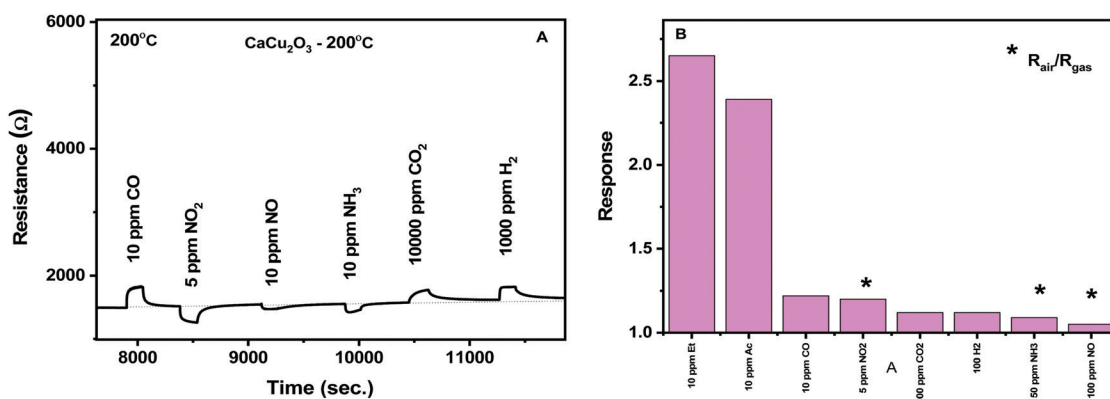 6000
4000
2000
Resistance (Ω)
200°C
CaCu₂O₃ - 200°C
A
10 ppm CO
5 ppm NO₂
10 ppm NO
10 ppm NH₃
10000 ppm CO₂
1000 ppm H₂
8000
9000
10000
11000
Time (sec.)
B
* R_air/R_gas
2.5
2.0
1.5
1.0
Response
*
*
*
10 ppm Et
10 ppm Ac
10 ppm CO
5 ppm NO3
00 ppm CO2
100 H2
50 ppm NH3
100 ppm NO
A